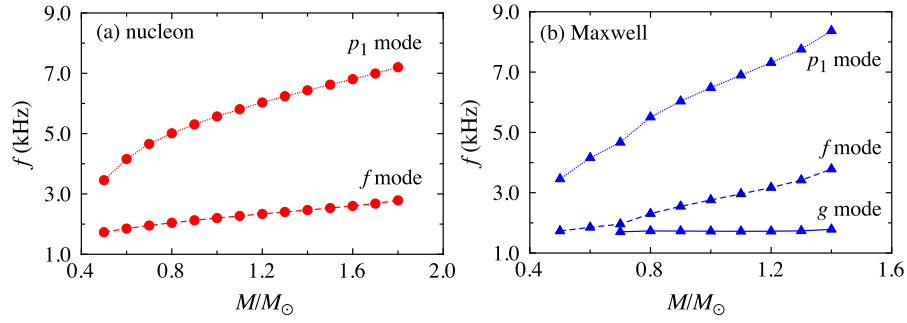 (a) nucleon
p₁ mode
f mode
f (kHz)
9.0
7.0
5.0
3.0
1.0
0.4
0.8
1.2
1.6
2.0
M/M⊙
(b) Maxwell
p₁ mode
f mode
g mode
f (kHz)
9.0
7.0
5.0
3.0
1.0
0.4
0.8
1.2
1.6
M/M⊙